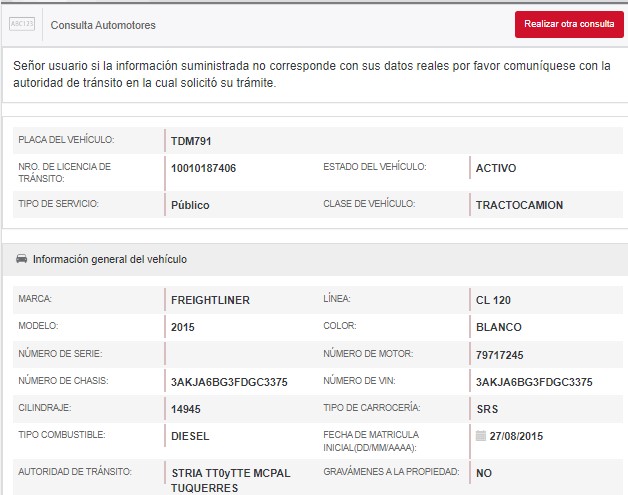 ABC123
Consulta Automotores
Realizar otra consulta
Señor usuario si la información suministrada no corresponde con sus datos reales por favor comuníquese con la
autoridad de tránsito en la cual solicitó su trámite.
PLACA DEL VEHÍCULO: TDM791
NRO. DE LICENCIA DE
TRÁNSITO: 10010187406 ESTADO DEL VEHÍCULO: ACTIVO
TIPO DE SERVICIO: Público CLASE DE VEHÍCULO: TRACTOCAMION
Información general del vehículo
MARCA: FREIGHTLINER LÍNEA: CL 120
MODELO: 2015 COLOR: BLANCO
NÚMERO DE SERIE: NÚMERO DE MOTOR: 79717245
NÚMERO DE CHASIS: 3AKJA6BG3FDGC3375 NÚMERO DE VIN: 3AKJA6BG3FDGC3375
CILINDRAJE: 14945 TIPO DE CARROCERÍA: SRS
TIPO COMBUSTIBLE: DIESEL FECHA DE MATRICULA
INICIAL(DD/MM/AAAA): 27/08/2015
AUTORIDAD DE TRÁNSITO: STRIA TT0yTTE MCPAL
TUQUERRES GRAVÁMENES A LA PROPIEDAD: NO